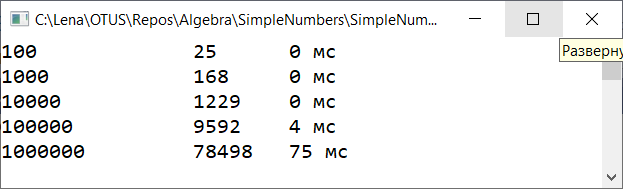 C:\Lena\OTUS\Repos\Algebra\SimpleNumbers\SimpleNum...
Разверну
100 25 0 мс
1000 168 0 мс
10000 1229 0 мс
100000 9592 4 мс
1000000 78498 75 мс